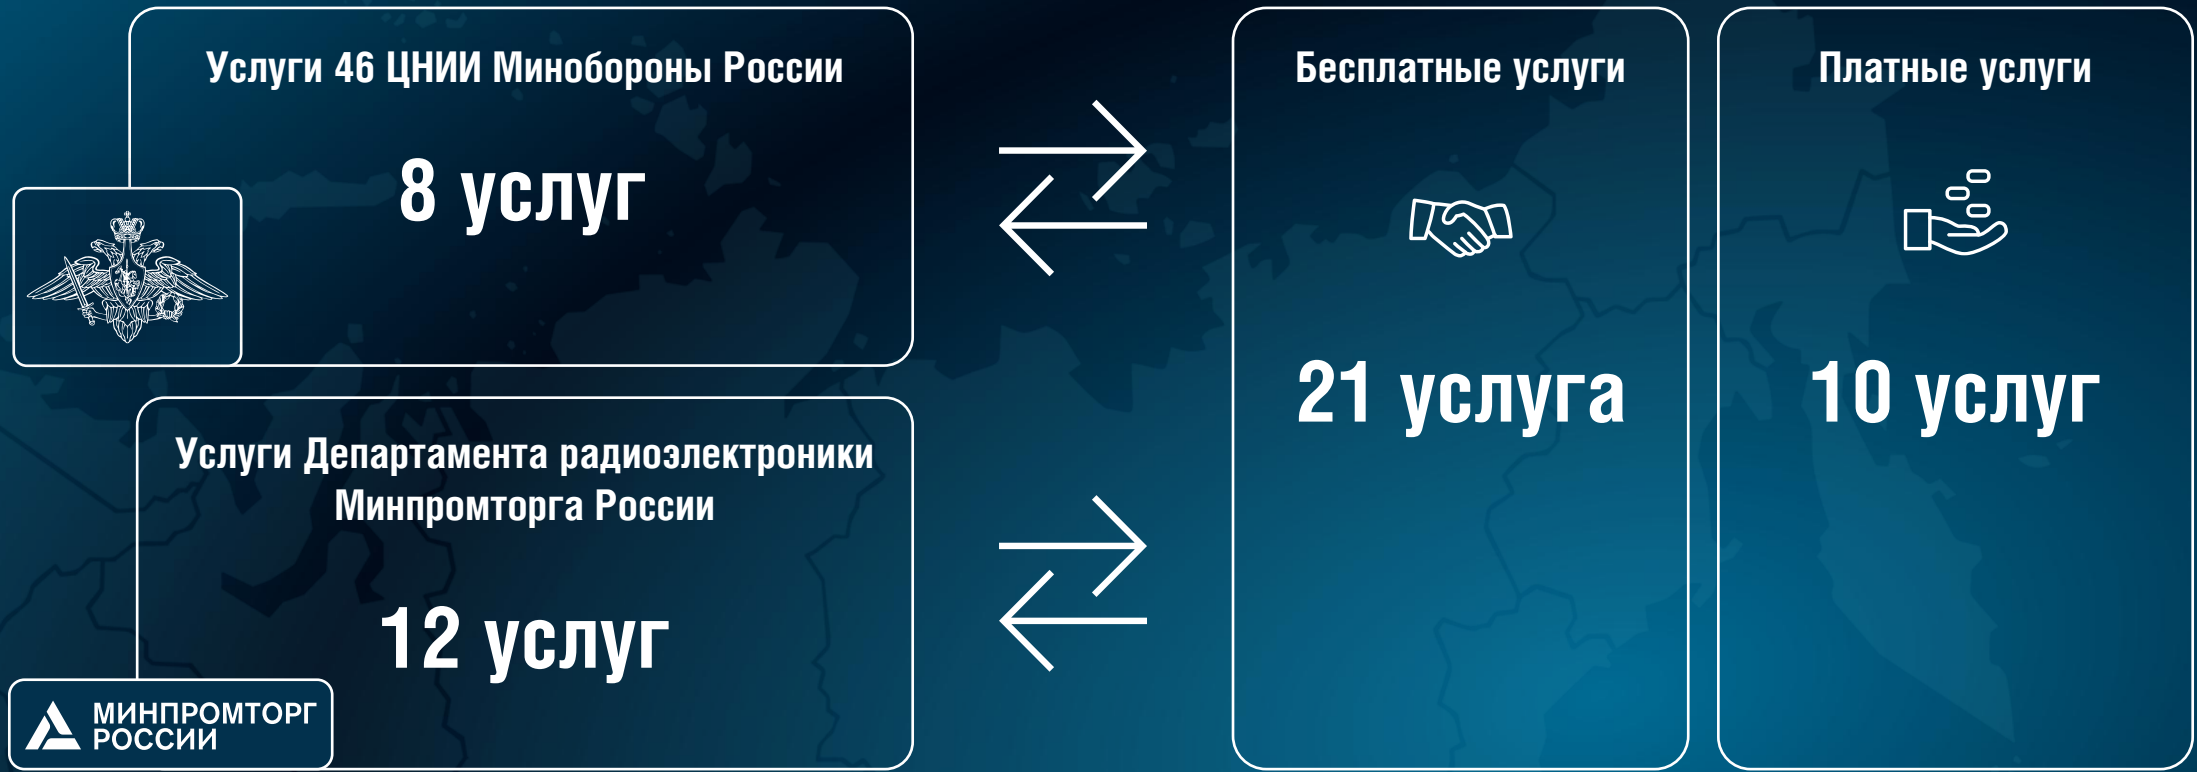 Услуги 46 ЦНИИ Минобороны России
8 услуг
Услуги Департамента радиоэлектроники
Минпромторга России
12 услуг
МИНПРОМТОРГ
РОССИИ
Бесплатные услуги
21 услуга
Платные услуги
10 услуг